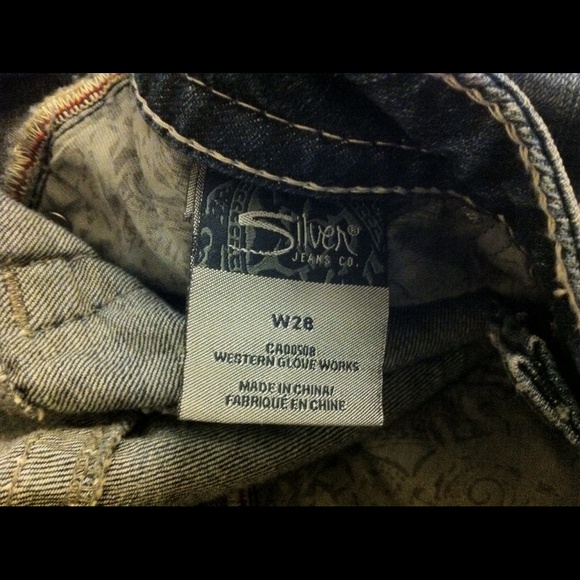 Silver®
JEANS CO.
W28
CA00508
WESTERN GLOVE WORKS
MADE IN CHINA/
FABRIQUÉ EN CHINE